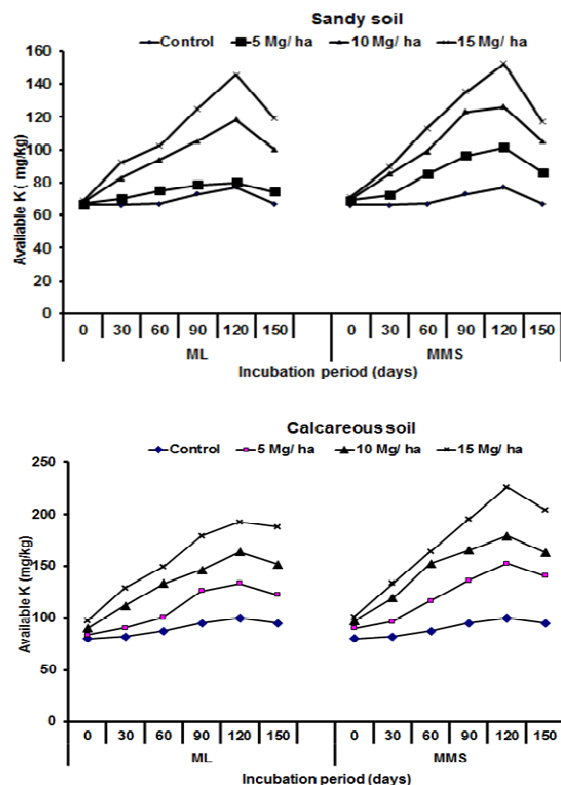 Sandy soil
Control 5 Mg/ ha 10 Mg/ ha 15 Mg/ ha
160
140
120
100
80
60
40
20
0
Available K ( mg/kg)
0 30 60 90 120 150 0 30 60 90 120 150
ML MMS
Incubation period (days)
Calcareous soil
Control 5 Mg/ ha 10 Mg/ ha 15 Mg/ ha
250
200
150
100
50
0
Available K (mg/kg)
0 30 60 90 120 150 0 30 60 90 120 150
ML MMS
Incubation period (days)